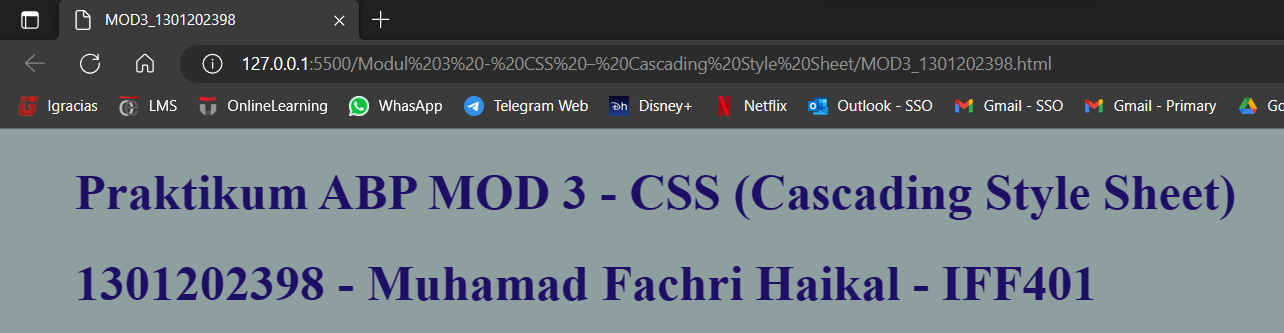 MOD3_1301202398
127.0.0.1:5500/Modul%203%20-%20CSS%20–%20Cascading%20Style%20Sheet/MOD3_1301202398.html
Igracias LMS OnlineLearning WhasApp Telegram Web Disney+ Netflix Outlook - SSO Gmail - SSO Gmail - Primary Go
Praktikum ABP MOD 3 - CSS (Cascading Style Sheet)
1301202398 - Muhamad Fachri Haikal - IFF401